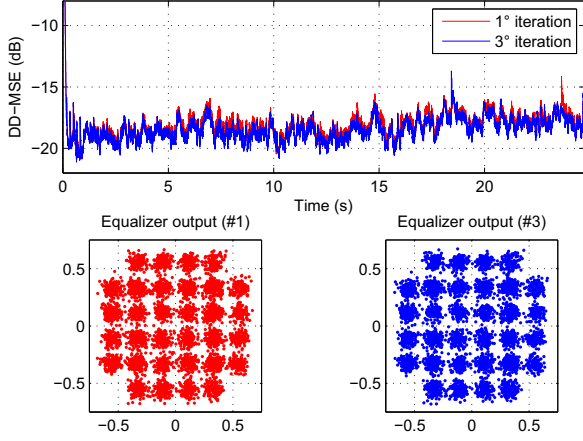 −8
−15
−20
DD−MSE (dB)
1° iteration
3° iteration
0 5 10 15 20
Time (s)
Equalizer output (#1)
0.5
0
−0.5
−0.5 0 0.5
Equalizer output (#3)
0.5
0
−0.5
−0.5 0 0.5